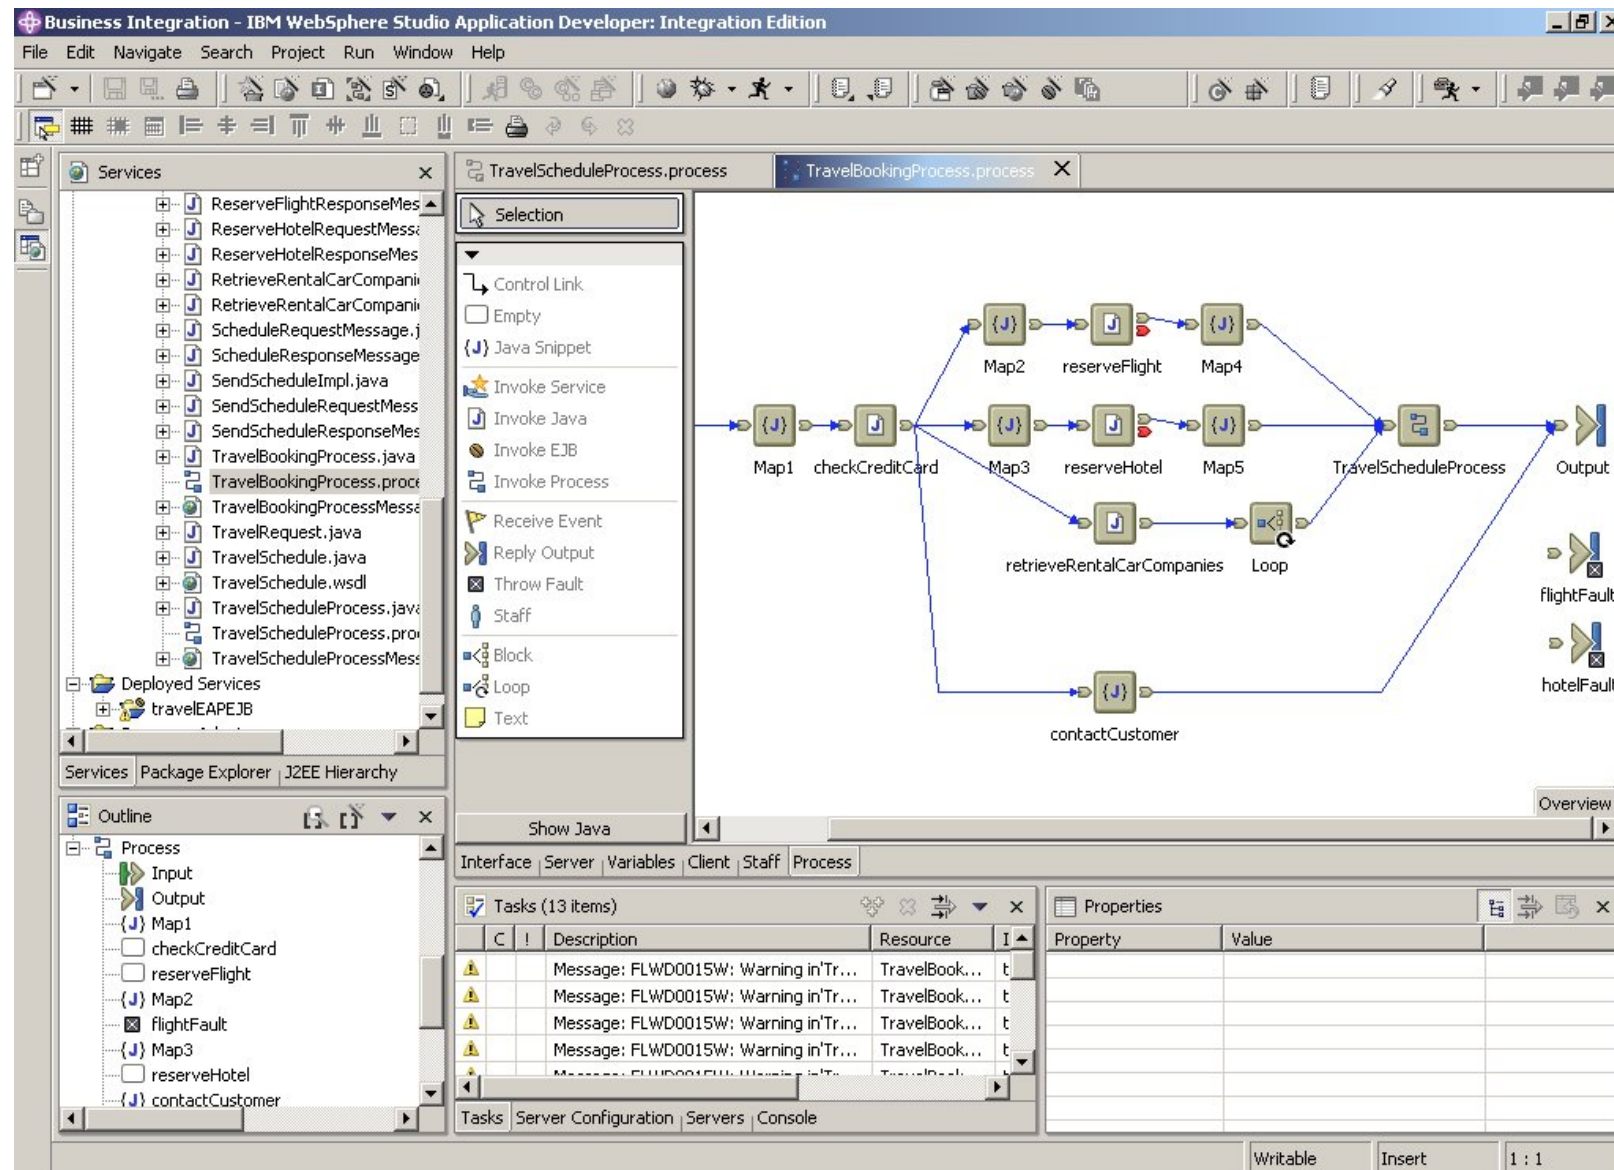 Business Integration - IBM WebSphere Studio Application Developer: Integration Edition
File Edit Navigate Search Project Run Window Help
Services
ReserveFlightResponseMes
ReserveHotelRequestMessa
ReserveHotelResponseMes
RetrieveRentalCarCompani
RetrieveRentalCarCompani
ScheduleRequestMessage.j
ScheduleResponseMessage
SendScheduleImpl.java
SendScheduleRequestMess
SendScheduleResponseMes
TravelBookingProcess.java
TravelBookingProcess.proce
TravelBookingProcessMessa
TravelRequest.java
TravelSchedule.java
TravelSchedule.wsdl
TravelScheduleProcess.java
TravelScheduleProcess.pro
TravelScheduleProcessMess
Deployed Services
travelEAPEJB
Services Package Explorer J2EE Hierarchy
Outline
Process
Input
Output
{J} Map1
checkCreditCard
reserveFlight
{J} Map2
flightFault
{J} Map3
reserveHotel
{J} contactCustomer
TravelScheduleProcess.process TravelBookingProcess.process
Selection
Control Link
Empty
{J} Java Snippet
Invoke Service
Invoke Java
Invoke EJB
Invoke Process
Receive Event
Reply Output
Throw Fault
Staff
Block
Loop
Text
Show Java
Map2 reserveFlight Map4
Map1 checkCreditCard Map3 reserveHotel Map5 TravelScheduleProcess Output
retrieveRentalCarCompanies Loop
flightFault
hotelFault
contactCustomer
Overview
Interface Server Variables Client Staff Process
Tasks (13 items)
C ! Description Resource I
Message: FLWD0015W: Warning in'Tr... TravelBook... t
Message: FLWD0015W: Warning in'Tr... TravelBook... t
Message: FLWD0015W: Warning in'Tr... TravelBook... t
Message: FLWD0015W: Warning in'Tr... TravelBook... t
Tasks Server Configuration Servers Console
Properties
Property Value
Writable Insert 1 : 1